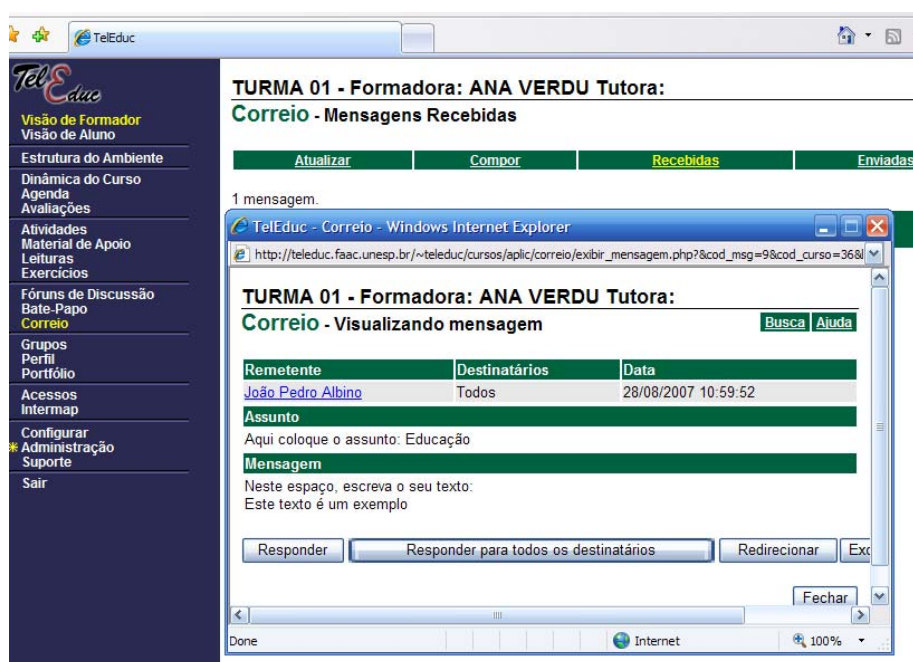 TelEduc
TelEduc
Visão de Formador
Visão de Aluno
Estrutura do Ambiente
Dinâmica do Curso
Agenda
Avaliações
Atividades
Material de Apoio
Leituras
Exercícios
Fóruns de Discussão
Bate-Papo
Correio
Grupos
Perfil
Portfólio
Acessos
Intermap
Configurar
Administração
Suporte
Sair
TURMA 01 - Formadora: ANA VERDU Tutora:
Correio - Mensagens Recebidas
Atualizar Compor Recebidas Enviadas
1 mensagem.
TelEduc - Correio - Windows Internet Explorer
http://teleduc.faac.unesp.br/~teleduc/cursos/aplic/correio/exibir_mensagem.php?&cod_msg=9&cod_curso=36&
TURMA 01 - Formadora: ANA VERDU Tutora:
Correio - Visualizando mensagem Busca Ajuda
Remetente Destinatários Data
João Pedro Albino Todos 28/08/2007 10:59:52
Assunto
Aqui coloque o assunto: Educação
Mensagem
Neste espaço, escreva o seu texto:
Este texto é um exemplo
Responder Responder para todos os destinatários Redirecionar Exc
Fechar
Done Internet 100%